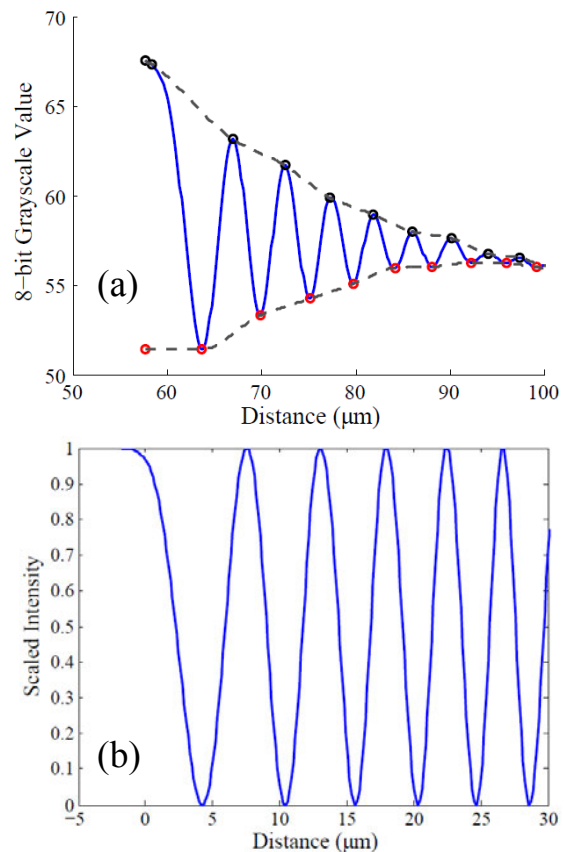 70
65
60
55
50
8−bit Grayscale Value
(a)
50 60 70 80 90 100
Distance (μm)
1
0.9
0.8
0.7
0.6
0.5
0.4
0.3
0.2
0.1
0
Scaled Intensity
(b)
−5 0 5 10 15 20 25 30
Distance (μm)